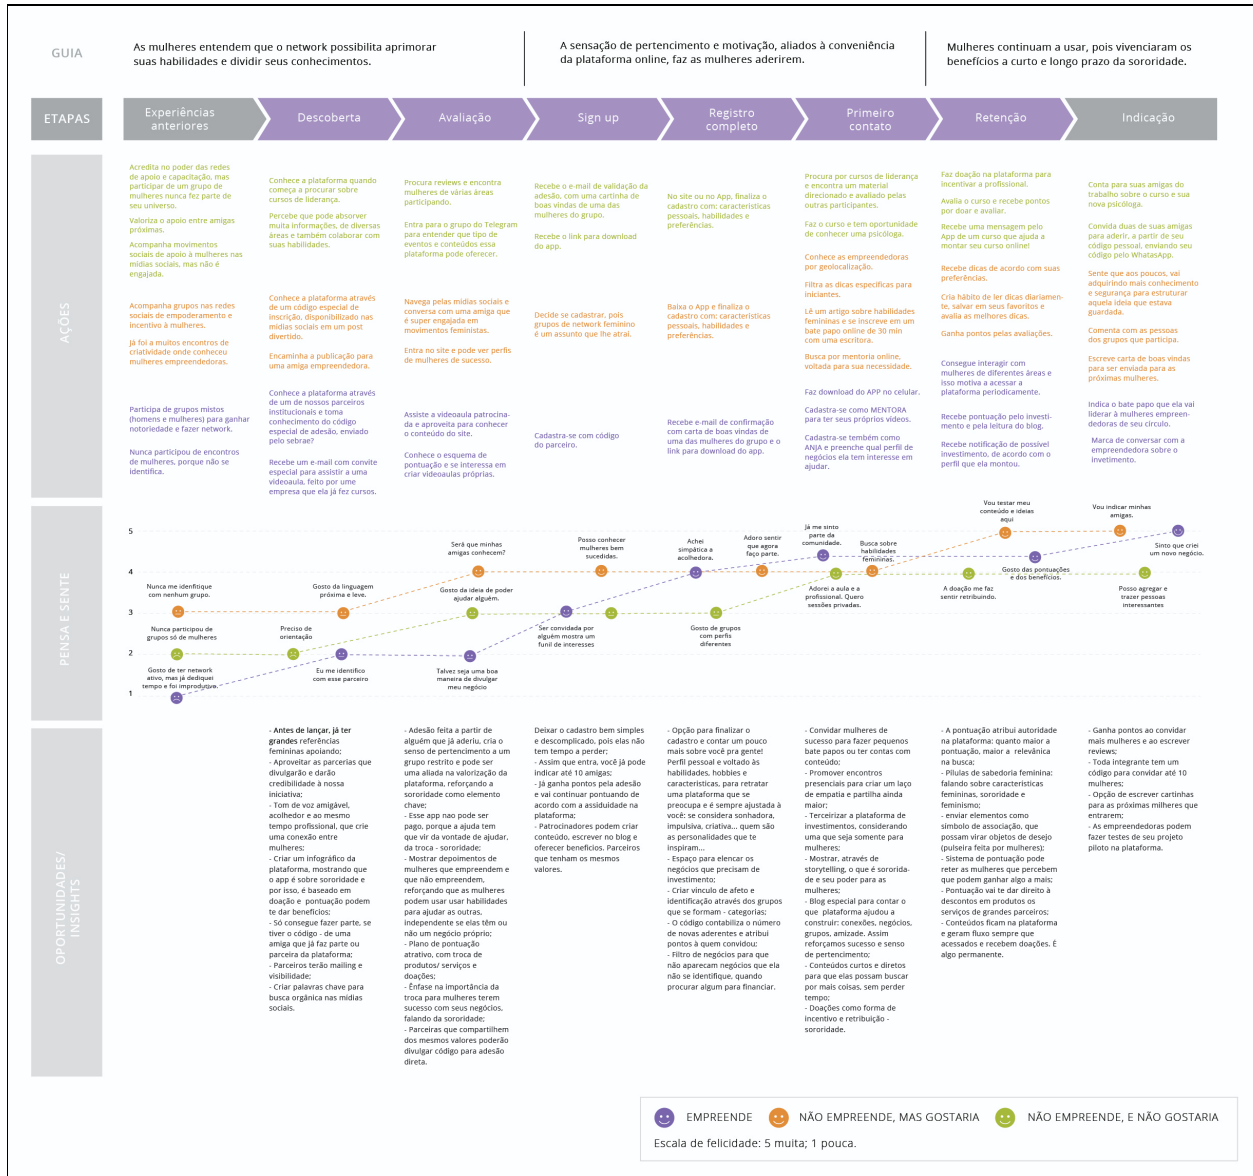 GUIA
As mulheres entendem que o network possibilita aprimorar
suas habilidades e dividir seus conhecimentos.
A sensação de pertencimento e motivação, aliados à conveniência
da plataforma online, faz as mulheres aderirem.
Mulheres continuam a usar, pois vivenciaram os
benefícios a curto e longo prazo da sororidade.
ETAPAS
Experiências
anteriores
Descoberta
Avaliação
Sign up
Registro
completo
Primeiro
contato
Retenção
Indicação
AÇÕES
Acredita no poder das redes
de apoio e capacitação, mas
participar de um grupo de
mulheres nunca fez parte de
seu universo.
Valoriza o apoio entre amigas
próximas.
Acompanha movimentos
sociais de apoio à mulheres nas
mídias sociais, mas não é
engajada.
Acompanha grupos nas redes
sociais de empoderamento e
incentivo à mulheres.
Já foi a muitos encontros de
criatividade onde conheceu
mulheres empreendedoras.
Participa de grupos mistos
(homens e mulheres) para ganhar
notoriedade e fazer network.
Nunca participou de encontros
de mulheres, porque não se
identifica.
Conhece a plataforma quando
começa a procurar sobre
cursos de liderança.
Percebe que pode absorver
muita informações, de diversas
áreas e também colaborar com
suas habilidades.
Conhece a plataforma através
de um código especial de
inscrição, disponibilizado nas
mídias sociais em um post
divertido.
Encaminha a publicação para
uma amiga empreendedora.
Conhece a plataforma através
de um de nossos parceiros
institucionais e toma
conhecimento do código
especial de adesão, enviado
pelo sebrae?
Recebe um e-mail com convite
especial para assistir a uma
videoaula, feito por ume
empresa que ela já fez cursos.
Procura reviews e encontra
mulheres de várias áreas
participando.
Entra para o grupo do Telegram
para entender que tipo de
eventos e conteúdos essa
plataforma pode oferecer.
Navega pelas mídias sociais e
conversa com uma amiga que
é super engajada em
movimentos feministas.
Entra no site e pode ver perfis
de mulheres de sucesso.
Assiste a videoaula patrocina-
da e aproveita para conhecer
o conteúdo do site.
Conhece o esquema de
pontuação e se interessa em
criar videoaulas próprias.
Recebe o e-mail de validação da
adesão, com uma cartinha de
boas vindas de uma das
mulheres do grupo.
Recebe o link para download
do app.
Decide se cadastrar, pois
grupos de network feminino
é um assunto que lhe atrai.
Cadastra-se com código
do parceiro.
No site ou no App, finaliza o
cadastro com: características
pessoais, habilidades e
preferências.
Baixa o App e finaliza o
cadastro com: características
pessoais, habilidades e
preferências.
Recebe e-mail de confirmação
com carta de boas vindas de
uma das mulheres do grupo e o
link para download do app.
Procura por cursos de liderança
e encontra um material
direcionado e avaliado pelas
outras participantes.
Faz o curso e tem oportunidade
de conhecer uma psicóloga.
Conhece as empreendedoras
por geolocalização.
Filtra as dicas específicas para
iniciantes.
Lê um artigo sobre habilidades
femininas e se inscreve em um
bate papo online de 30 min
com uma escritora.
Busca por mentoria online,
voltada para sua necessidade.
Faz download do APP no celular.
Cadastra-se como MENTORA
para ter seus próprios vídeos.
Cadastra-se também como
ANJA e preenche qual perfil de
negócios ela tem interesse em
ajudar.
Faz doação na plataforma para
incentivar a profissional.
Avalia o curso e recebe pontos
por doar e avaliar.
Recebe uma mensagem pelo
App de um curso que ajuda a
montar seu curso online!
Recebe dicas de acordo com suas
preferências.
Cria hábito de ler dicas diariamen-
te, salvar em seus favoritos e
avalia as melhores dicas.
Ganha pontos pelas avaliações.
Consegue interagir com
mulheres de diferentes áreas e
isso motiva a acessar a
plataforma periodicamente.
Recebe pontuação pelo investi-
mento e pela leitura do blog.
Recebe notificação de possível
investimento, de acordo com o
perfil que ela montou.
Conta para suas amigas do
trabalho sobre o curso e sua
nova psicóloga.
Convida duas de suas amigas
para aderir, a partir de seu
código pessoal, enviando seu
código pelo WhatasApp.
Sente que aos poucos, vai
adquirindo mais conhecimento
e segurança para estruturar
aquela ideia que estava
guardada.
Comenta com as pessoas
dos grupos que participa.
Escreve carta de boas vindas
para ser enviada para as
próximas mulheres.
Indica o bate papo que ela vai
liderar à mulheres empreen-
dedoras de seu círculo.
Marca de conversar com a
empreendedora sobre o
invetimento.
PENSA E SENTE
5
4
3
2
1
Nunca me idenfitique
com nenhum grupo.
Nunca participou de
grupos só de mulheres
Gosto de ter network
ativo, mas já dediquei
tempo e foi improdutivo.
Gosto da linguagem
próxima e leve.
Preciso de
orientação
Eu me identifico
com esse parceiro
Será que minhas
amigas conhecem?
Gosto da ideia de poder
ajudar alguém.
Talvez seja uma boa
maneira de divulgar
meu negócio
Posso conhecer
mulheres bem
sucedidas.
Ser convidada por
alguém mostra um
funil de interesses
Achei
simpática a
acolhedora.
Gosto de grupos
com perfis
diferentes
Adoro sentir
que agora
faço parte.
Já me sinto
parte da
comunidade.
Adorei a aula e a
profissional. Quero
sessões privadas.
Busca sobre
habilidades
femininas.
Vou testar meu
conteúdo e ideias
aqui
A doação me faz
sentir retribuindo.
Gosto das pontuações
e dos benefícios.
Vou indicar minhas
amigas.
Posso agregar e
trazer pessoas
interessantes
Sinto que criei
um novo negócio.
OPORTUNIDADES/
INSIGHTS
- Antes de lançar, já ter
grandes referências
femininas apoiando;
- Aproveitar as parcerias que
divulgarão e darão
credibilidade à nossa
iniciativa;
- Tom de voz amigável,
acolhedor e ao mesmo
tempo profissional, que crie
uma conexão entre
mulheres;
- Criar um infográfico da
plataforma, mostrando que
o app é sobre sororidade e
por isso, é baseado em
doação e pontuação podem
te dar benefícios;
- Só consegue fazer parte, se
tiver o código - de uma
amiga que já faz parte ou
parceira da plataforma;
- Parceiros terão mailing e
visibilidade;
- Criar palavras chave para
busca orgânica nas mídias
sociais.
- Adesão feita a partir de
alguém que já aderiu, cria o
senso de pertencimento a um
grupo restrito e pode ser
uma aliada na valorização da
plataforma, reforçando a
sororidade como elemento
chave;
- Esse app nao pode ser
pago, porque a ajuda tem
que vir da vontade de ajudar,
da troca - sororidade;
- Mostrar depoimentos de
mulheres que empreendem e
que não empreendem,
reforçando que as mulheres
podem usar usar habilidades
para ajudar as outras,
independente se elas têm ou
não um negócio próprio;
- Plano de pontuação
atrativo, com troca de
produtos/ serviços e
doações;
- Ênfase na importância da
troca para mulheres terem
sucesso com seus negócios,
falando da sororidade;
- Parceiras que compartilhem
dos mesmos valores poderão
divulgar código para adesão
direta.
Deixar o cadastro bem simples
e descomplicado, pois elas não
tem tempo a perder;
- Assim que entra, você já pode
indicar até 10 amigas;
- Já ganha pontos pela adesão
e vai continuar pontuando de
acordo com a assiduidade na
plataforma;
- Patrocinadores podem criar
conteúdo, escrever no blog e
oferecer benefícios. Parceiros
que tenham os mesmos
valores.
- Opção para finalizar o
cadastro e contar um pouco
mais sobre você pra gente!
Perfil pessoal e voltado às
habilidades, hobbies e
características, para retratar
uma plataforma que se
preocupa e é sempre ajustada à
você: se considera sonhadora,
impulsiva, criativa... quem são
as personalidades que te
inspiram...
- Espaço para elencar os
negócios que precisam de
investimento;
- Criar vínculo de afeto e
identificação através dos grupos
que se formam - categorias;
- O código contabiliza o número
de novas aderentes e atribui
pontos à quem convidou;
- Filtro de negócios para que
não apareçam negócios que ela
não se identifique, quando
procurar algum para financiar.
- Convidar mulheres de
sucesso para fazer pequenos
bate papos ou ter contas com
conteúdo;
- Promover encontros
presenciais para criar um laço
de empatia e partilha ainda
maior;
- Terceirizar a plataforma de
investimentos, considerando
uma que seja somente para
mulheres;
- Mostrar, através de
storytelling, o que é sororida-
de e seu poder para as
mulheres;
- Blog especial para contar o
que plataforma ajudou a
construir: conexões, negócios,
grupos, amizade. Assim
reforçamos sucesso e senso
de pertencimento;
- Conteúdos curtos e diretos
para que elas possam buscar
por mais coisas, sem perder
tempo;
- Doações como forma de
incentivo e retribuição -
sororidade.
- A pontuação atribui autoridade
na plataforma: quanto maior a
pontuação, maior a relevânica
na busca;
- Pílulas de sabedoria feminina:
falando sobre características
femininas, sororidade e
feminismo;
- enviar elementos como
símbolo de associação, que
possam virar objetos de desejo
(pulseira feita por mulheres);
- Sistema de pontuação pode
reter as mulheres que percebem
que podem ganhar algo a mais;
- Pontuação vai te dar direito à
descontos em produtos os
serviços de grandes parceiros;
- Conteúdos ficam na plataforma
e geram fluxo sempre que
acessados e recebem doações. É
algo permanente.
- Ganha pontos ao convidar
mais mulheres e ao escrever
reviews;
- Toda integrante tem um
código para convidar até 10
mulheres;
- Opção de escrever cartinhas
para as próximas milheres que
entrarem;
- As empreendedoras podem
fazer testes de seu projeto
piloto na plataforma.
EMPREENDE
NÃO EMPREENDE, MAS GOSTARIA
NÃO EMPREENDE, E NÃO GOSTARIA
Escala de felicidade: 5 muita; 1 pouca.